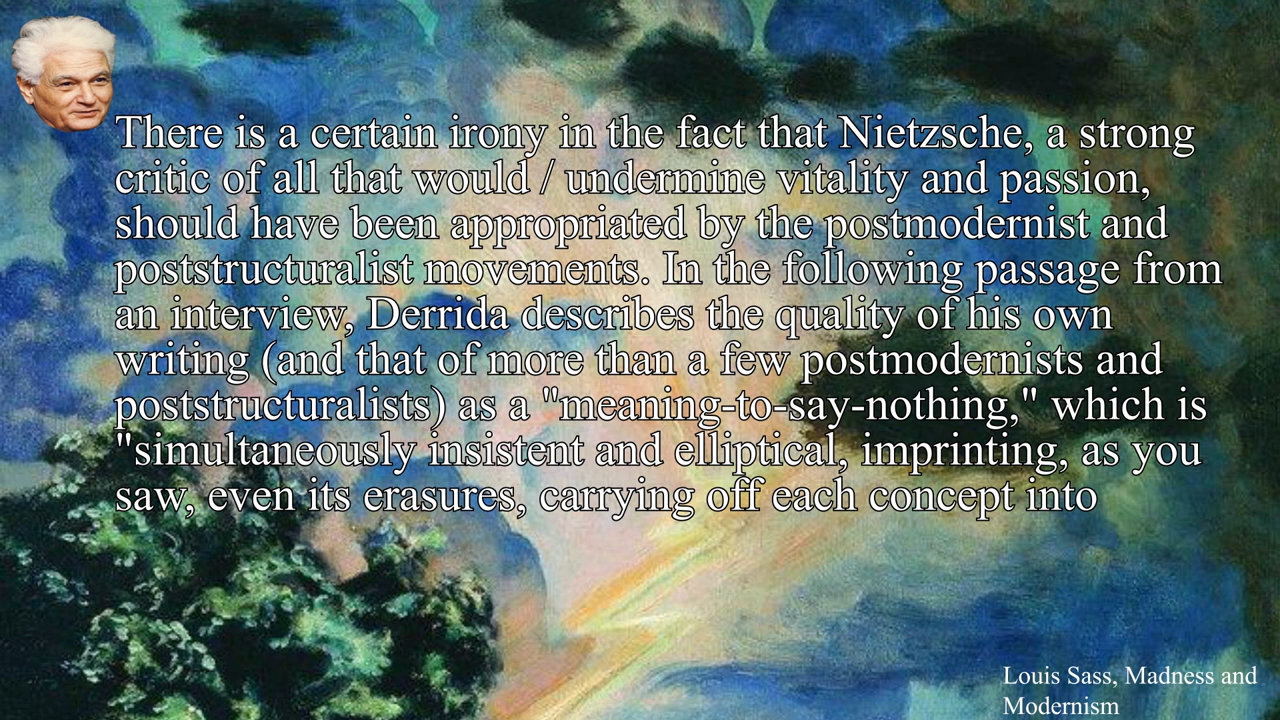 There is a certain irony in the fact that Nietzsche, a strong
critic of all that would / undermine vitality and passion,
should have been appropriated by the postmodernist and
poststructuralist movements. In the following passage from
an interview, Derrida describes the quality of his own
writing (and that of more than a few postmodernists and
poststructuralists) as a "meaning-to-say-nothing," which is
"simultaneously insistent and elliptical, imprinting, as you
saw, even its erasures, carrying off each concept into
Louis Sass, Madness and
Modernism